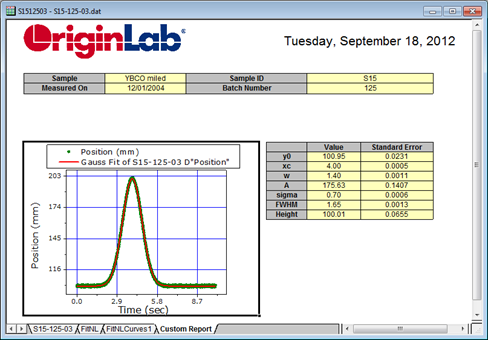 S1512503 - S15-125-03.dat
OriginLab®
Tuesday, September 18, 2012
Sample YBCO miled Sample ID S15
Measured On 12/01/2004 Batch Number 125
Position (mm)
Gauss Fit of S15-125-03 D"Position"
203
174
145
116
Position (mm)
0.0 2.9 5.8 8.7
Time (sec)
Value Standard Error
y0 100.95 0.0231
xc 4.00 0.0005
w 1.40 0.0011
A 175.63 0.1407
sigma 0.70 0.0006
FWHM 1.65 0.0013
Height 100.01 0.0655
S15-125-03 FitNL FitNLCurves1 Custom Report